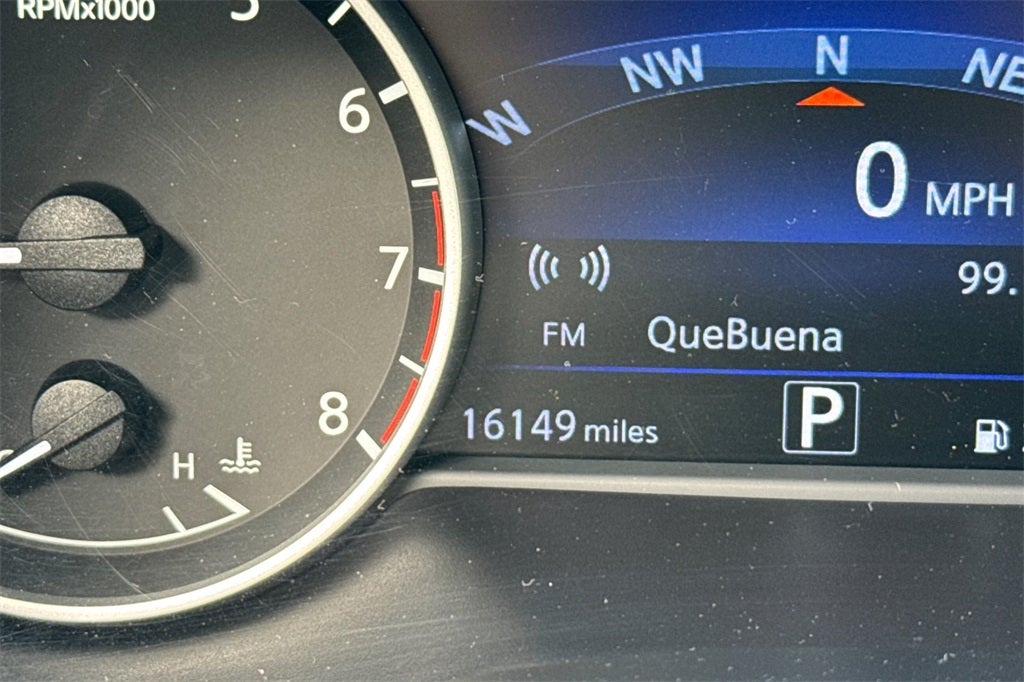 RPMx1000
5
6
7
8
H
W NW N NE
0 MPH
99.
FM QueBuena
16149 miles P